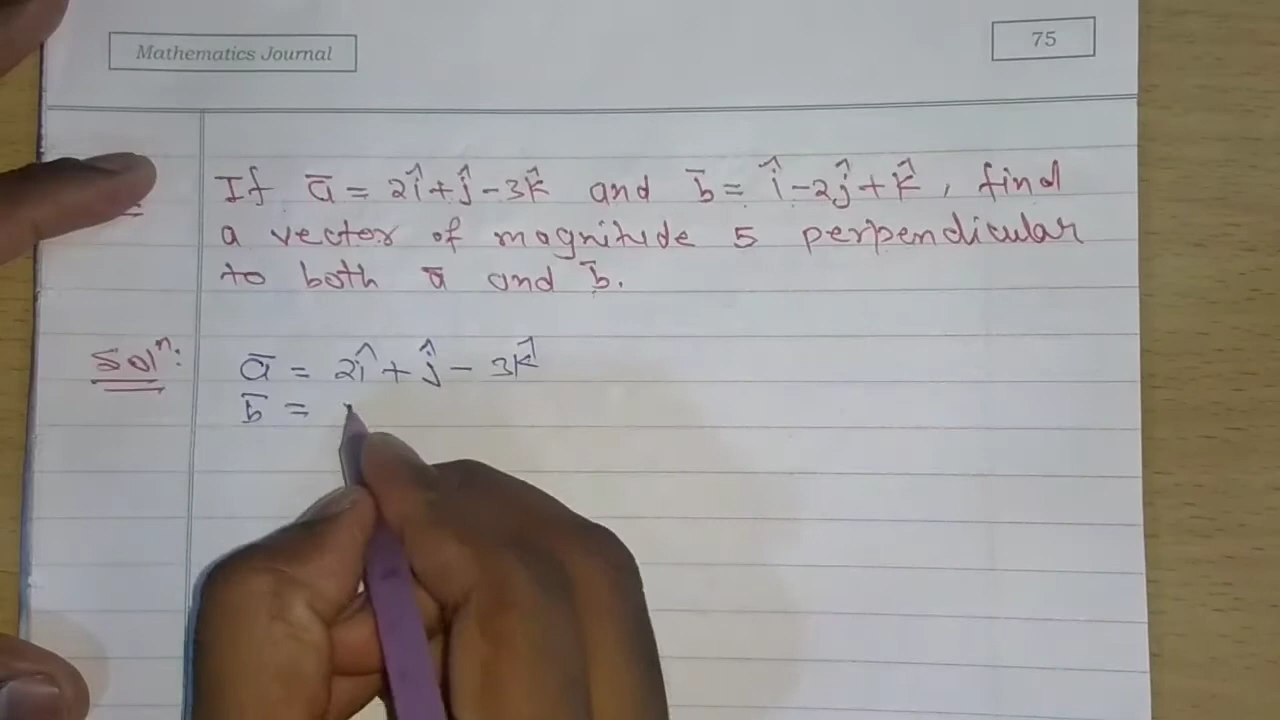 Mathematics Journal
75
If a̅ = 2î + ĵ - 3k̂ and b̅ = î - 2ĵ + k̂, find
a vector of magnitude 5 perpendicular
to both a̅ and b̅.
Solⁿ:
a̅ = 2î + ĵ - 3k̂
b̅ =